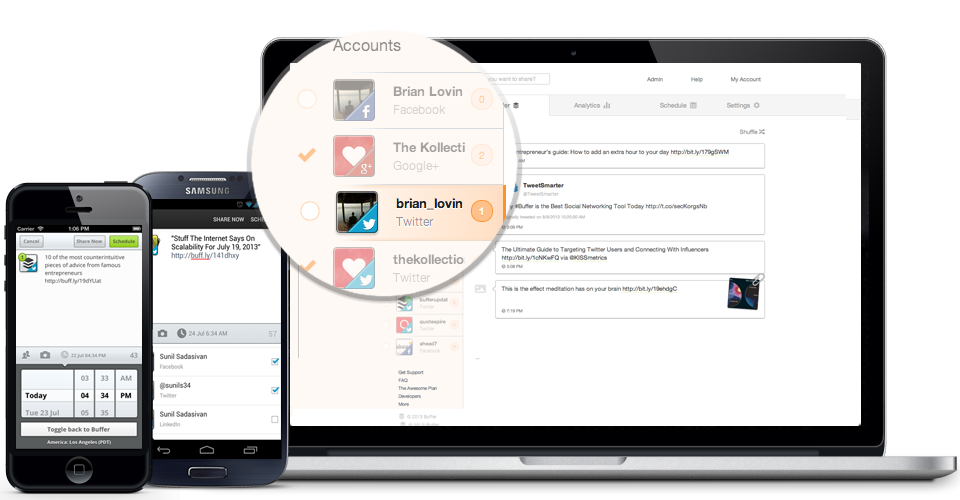 Carrier
1:06 PM
Cancel
Share Now
Schedule
1
10 of the most counterintuitive
pieces of advice from famous
entrepreneurs
http://buff.ly/19dYUat
22 Jul 04:34 PM
43
03 33 AM
Today 04 34 PM
Tue 23 Jul 05 35
Toggle back to Buffer
America: Los Angeles (PDT)
SAMSUNG
SHARE NOW
SCHE
"Stuff The Internet Says On
Scalability For July 19, 2013"
http://buff.ly/141dhxy
24 Jul 6:34 AM
57
Sunil Sadasivan
Facebook
@sunils34
Twitter
Sunil Sadasivan
LinkedIn
Accounts
Brian Lovin
Facebook
0
The Kollecti
Google+
2
brian_lovin
Twitter
1
thekollectio
Twitter
bufferupdat
Twitter
quotespire
Twitter
ahead7
Facebook
Get Support
FAQ
The Awesome Plan
Developers
More
© 2013 Buffer
© 2013 Buffer
you want to share?
Admin
Help
My Account
Analytics
Schedule
Settings
Shuffle
entrepreneur's guide: How to add an extra hour to your day http://bit.ly/179gSWM
AM
TweetSmarter
@TweetSmarter
#Buffer is the Best Social Networking Tool Today http://t.co/secKorgsNb
3:08 PM
The Ultimate Guide to Targeting Twitter Users and Connecting With Influencers
http://bit.ly/1cNKwFQ via @KISSmetrics
5:08 PM
This is the effect meditation has on your brain http://bit.ly/19ehdgC
7:19 PM